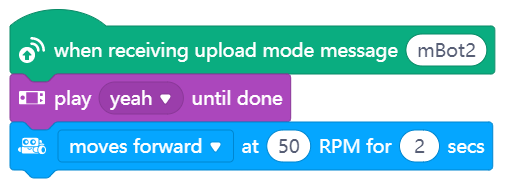 when receiving upload mode message mBot2
play yeah until done
moves forward at 50 RPM for 2 secs